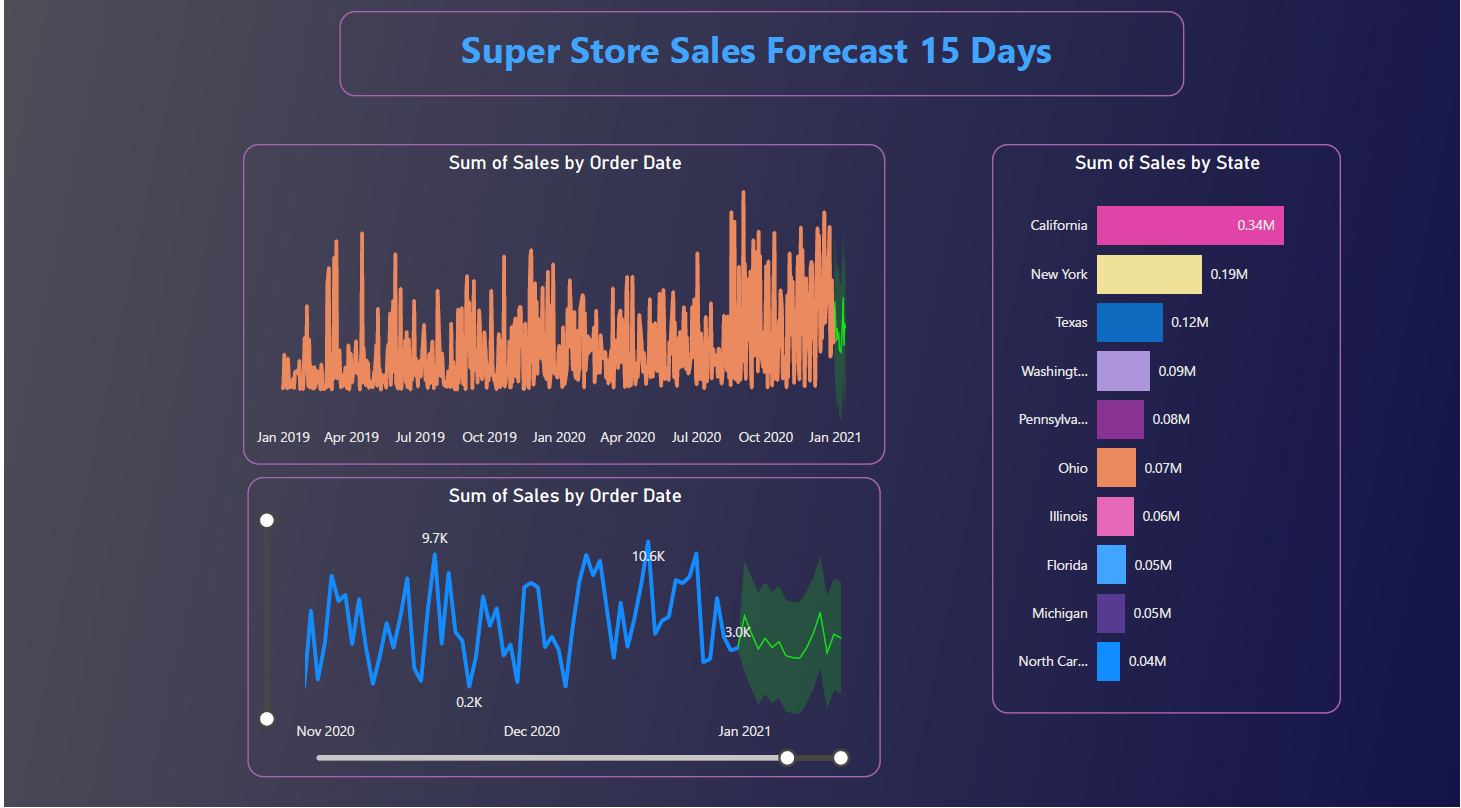 Super Store Sales Forecast 15 Days
Sum of Sales by Order Date
Jan 2019 Apr 2019 Jul 2019 Oct 2019 Jan 2020 Apr 2020 Jul 2020 Oct 2020 Jan 2021
Sum of Sales by Order Date
9.7K
10.6K
3.0K
0.2K
Nov 2020 Dec 2020 Jan 2021
Sum of Sales by State
California 0.34M
New York 0.19M
Texas 0.12M
Washingt... 0.09M
Pennsylva... 0.08M
Ohio 0.07M
Illinois 0.06M
Florida 0.05M
Michigan 0.05M
North Car... 0.04M